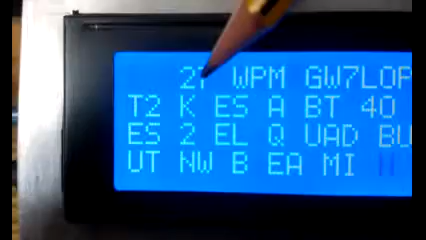 27 WPM GW7LOP
T2 K ES A BT 40
ES 2 EL Q UAD BU
UT NW B EA MI